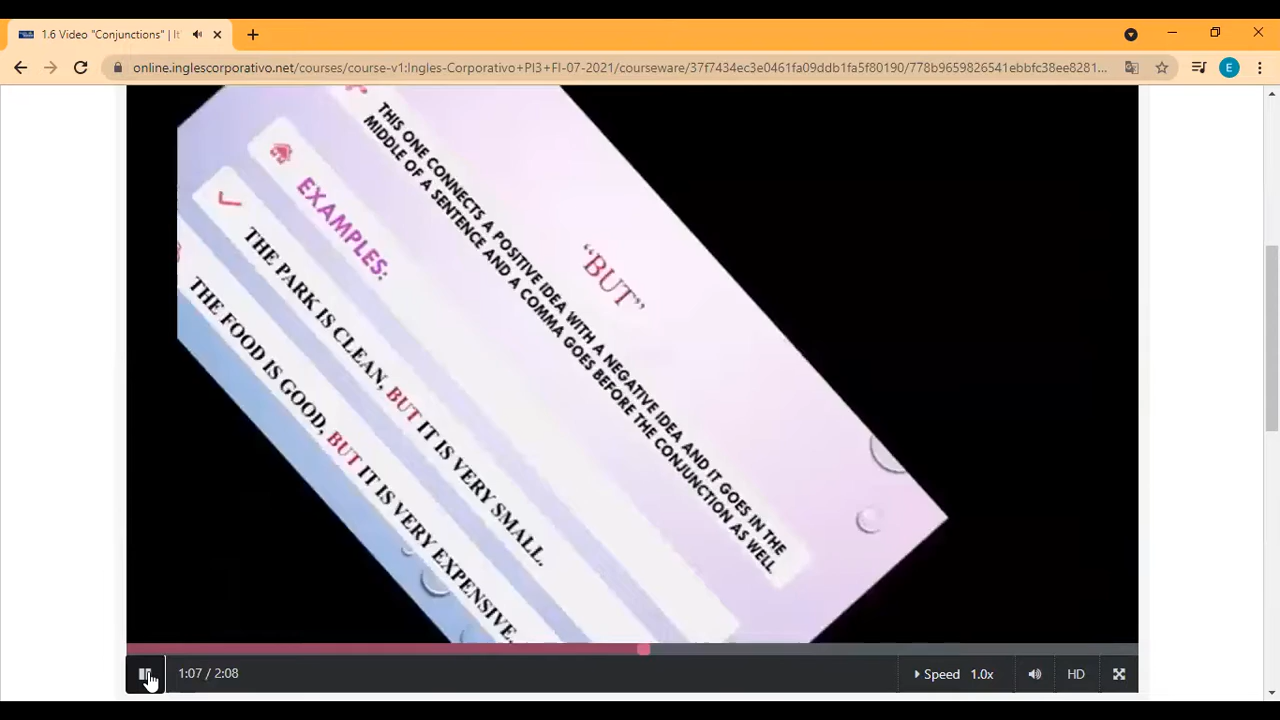 1.6 Video "Conjunctions" | It
online.inglescorporativo.net/courses/course-v1:Ingles-Corporativo+PI3+FI-07-2021/courseware/37f7434ec3e0461fa09ddb1fa5f80190/778b9659826541ebbfc38ee8281...
E
“BUT”
THIS ONE CONNECTS A POSITIVE IDEA WITH A NEGATIVE IDEA AND IT GOES IN THE
MIDDLE OF A SENTENCE AND A COMMA GOES BEFORE THE CONJUNCTION AS WELL
EXAMPLES:
THE PARK IS CLEAN, BUT IT IS VERY SMALL.
THE FOOD IS GOOD, BUT IT IS VERY EXPENSIVE.
1:07 / 2:08
Speed 1.0x
HD